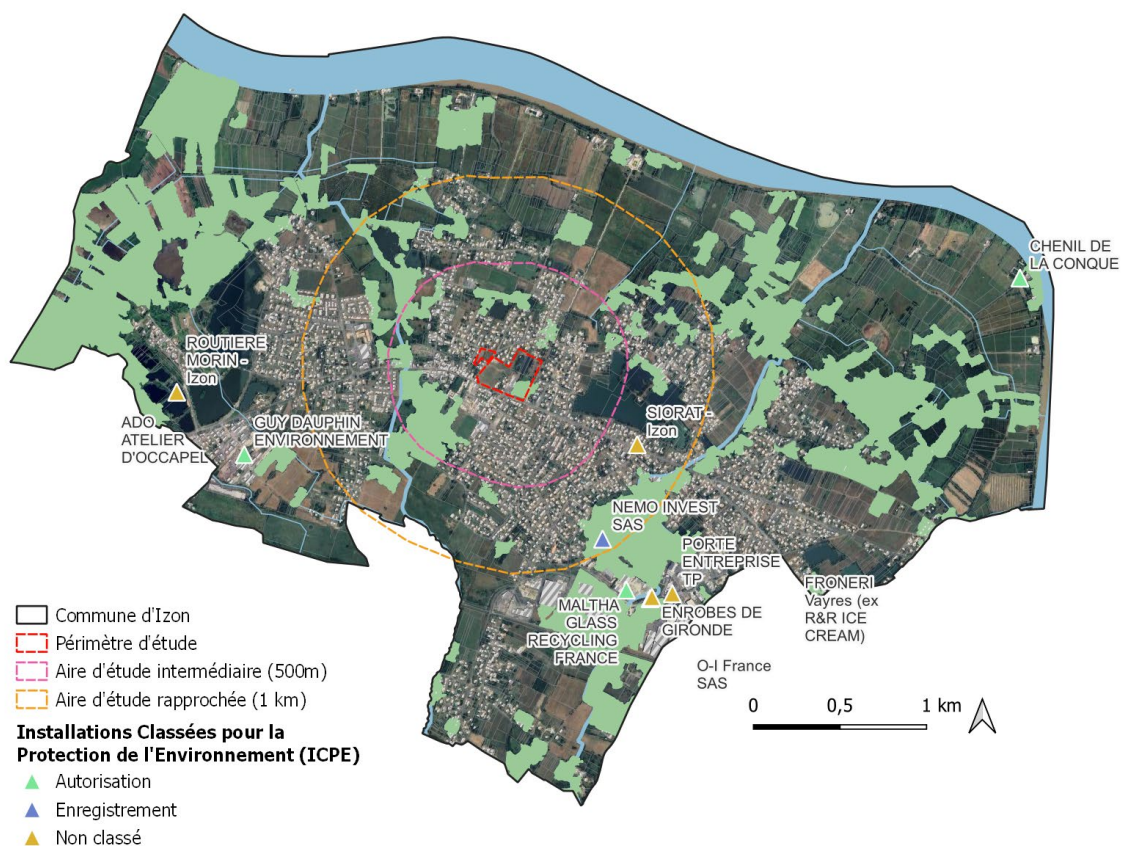 CHENIL DE
LA CONQUE
ROUTIERE
MORIN -
Izon
ADO
ATELIER
D'OCCAPEL
GUY DAUPHIN
ENVIRONNEMENT
SIORAT -
Izon
NEMO INVEST
SAS
PORTE
ENTREPRISE
TP
MALTHA
GLASS
RECYCLING
FRANCE
ENROBES DE
GIRONDE
FRONERI
Vayres (ex
R&R ICE
CREAM)
O-I France
SAS
0 0,5 1 km
Commune d'Izon
Périmètre d'étude
Aire d'étude intermédiaire (500m)
Aire d'étude rapprochée (1 km)
Installations Classées pour la
Protection de l'Environnement (ICPE)
Autorisation
Enregistrement
Non classé